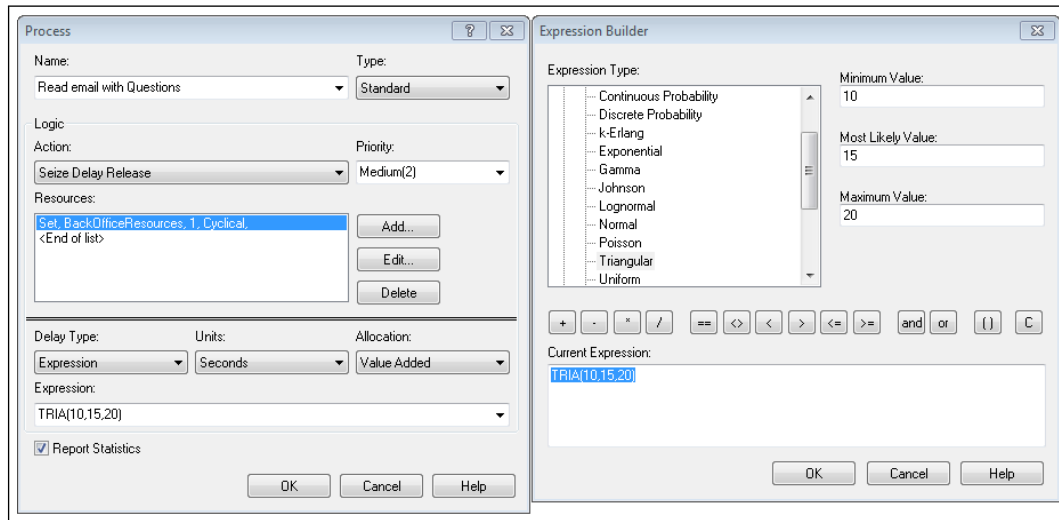 Process
Name:
Type:
Read email with Questions
Standard
Logic
Action:
Priority:
Seize Delay Release
Medium(2)
Resources:
Set, BackOfficeResources, 1, Cyclical,
<End of list>
Add...
Edit...
Delete
Delay Type:
Units:
Allocation:
Expression
Seconds
Value Added
Expression:
TRIA(10,15,20)
Report Statistics
OK
Cancel
Help
Expression Builder
Expression Type:
Continuous Probability
Discrete Probability
k-Erlang
Exponential
Gamma
Johnson
Lognormal
Normal
Poisson
Triangular
Uniform
Minimum Value:
10
Most Likely Value:
15
Maximum Value:
20
+ - * / == <> < > <= >= and or ( ) C
Current Expression:
TRIA(10,15,20)
OK
Cancel
Help